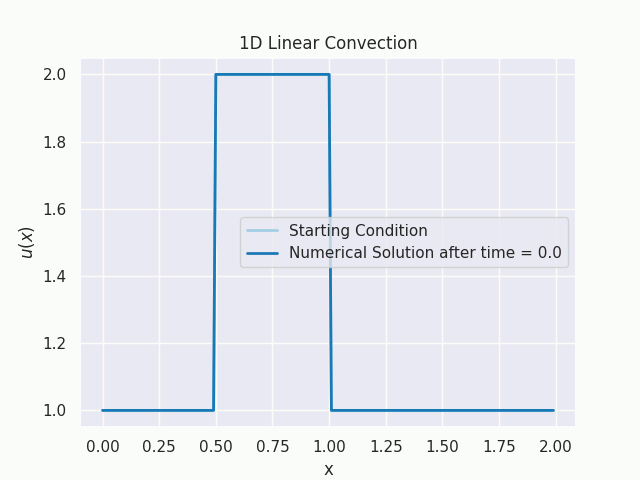 1D Linear Convection
2.0
1.8
1.6
1.4
1.2
1.0
u(x)
Starting Condition
Numerical Solution after time = 0.0
0.00 0.25 0.50 0.75 1.00 1.25 1.50 1.75 2.00
x